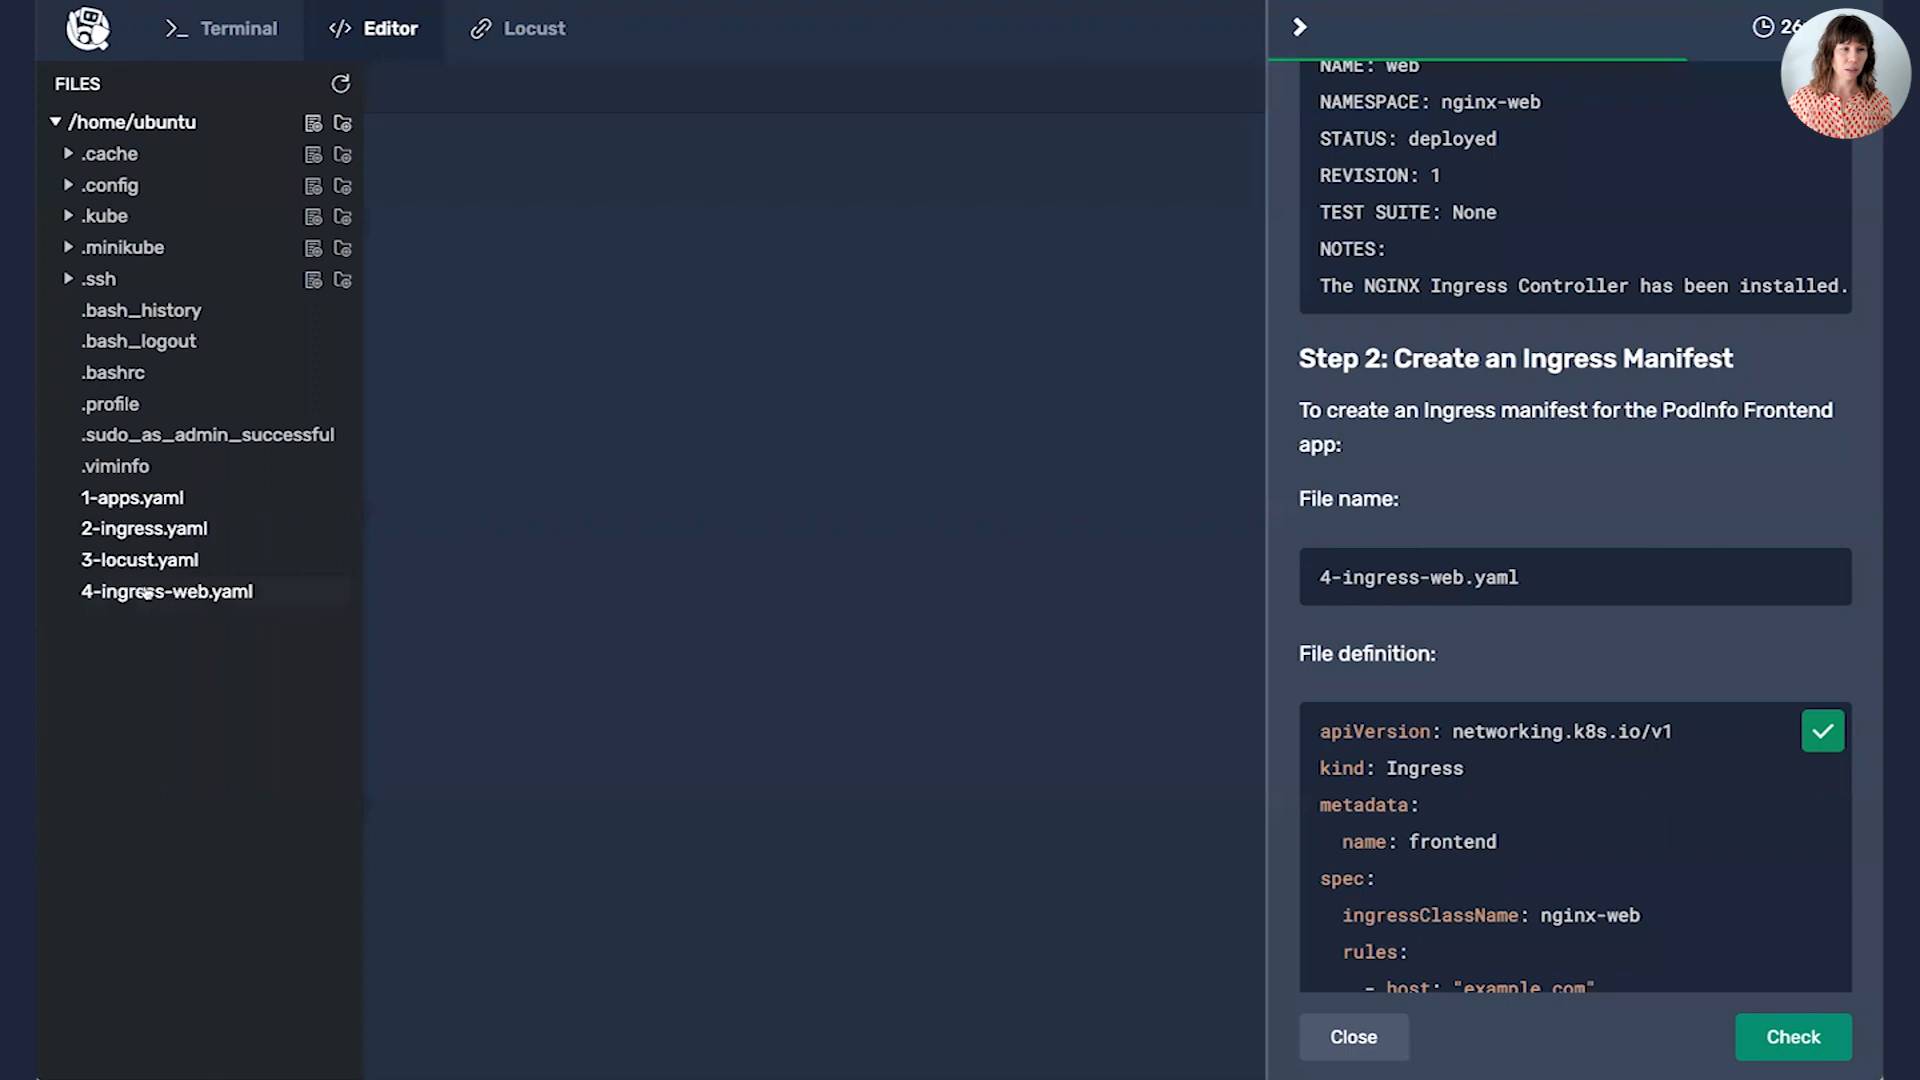 Terminal
Editor
Locust
FILES
/home/ubuntu
.cache
.config
.kube
.minikube
.ssh
.bash_history
.bash_logout
.bashrc
.profile
.sudo_as_admin_successful
.viminfo
1-apps.yaml
2-ingress.yaml
3-locust.yaml
4-ingress-web.yaml
NAME: web
NAMESPACE: nginx-web
STATUS: deployed
REVISION: 1
TEST SUITE: None
NOTES:
The NGINX Ingress Controller has been installed.
Step 2: Create an Ingress Manifest
To create an Ingress manifest for the PodInfo Frontend
app:
File name:
4-ingress-web.yaml
File definition:
apiVersion: networking.k8s.io/v1
kind: Ingress
metadata:
name: frontend
spec:
ingressClassName: nginx-web
rules:
- host: "example.com"
Close
Check